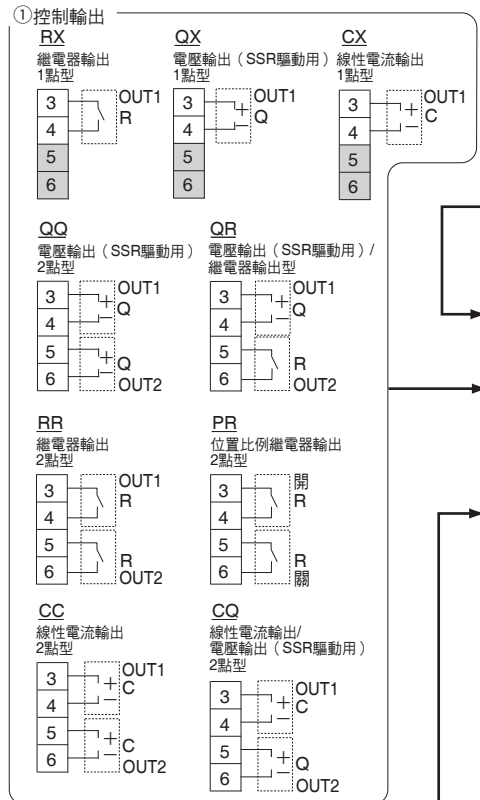 ①控制輸出
RX
繼電器輸出
1點型
3
4
5
6
OUT1
R
QX
電壓輸出（SSR驅動用）
1點型
3
4
5
6
OUT1
+
Q
−
CX
線性電流輸出
1點型
3
4
5
6
OUT1
+
C
−
QQ
電壓輸出（SSR驅動用）
2點型
3
4
5
6
OUT1
+
Q
−
+
Q
−
OUT2
QR
電壓輸出（SSR驅動用）/
繼電器輸出型
3
4
5
6
OUT1
+
Q
−
R
OUT2
RR
繼電器輸出
2點型
3
4
5
6
OUT1
R
R
OUT2
PR
位置比例繼電器輸出
2點型
3
4
5
6
開
R
R
關
CC
線性電流輸出
2點型
3
4
5
6
OUT1
+
C
−
+
C
−
OUT2
CQ
線性電流輸出/
電壓輸出（SSR驅動用）
2點型
3
4
5
6
OUT1
+
C
−
+
Q
−
OUT2